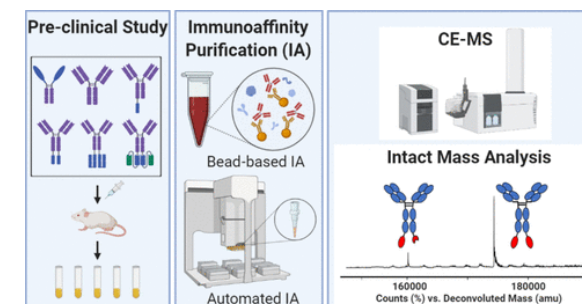 Pre-clinical Study
Immunoaffinity
Purification (IA)
Bead-based IA
Automated IA
CE-MS
Intact Mass Analysis
160000
180000
Counts (%) vs. Deconvoluted Mass (amu)